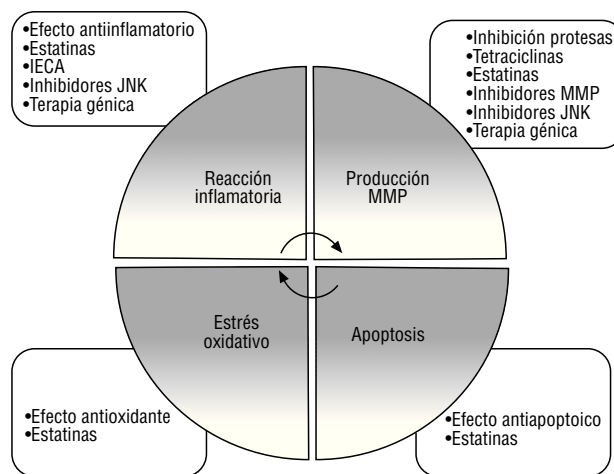 •Efecto antiinflamatorio
•Estatinas
•IECA
•Inhibidores JNK
•Terapia génica
•Inhibición protesas
•Tetraciclinas
•Estatinas
•Inhibidores MMP
•Inhibidores JNK
•Terapia génica
Reacción
inflamatoria
Producción
MMP
Estrés
oxidativo
Apoptosis
•Efecto antioxidante
•Estatinas
•Efecto antiapoptoico
•Estatinas